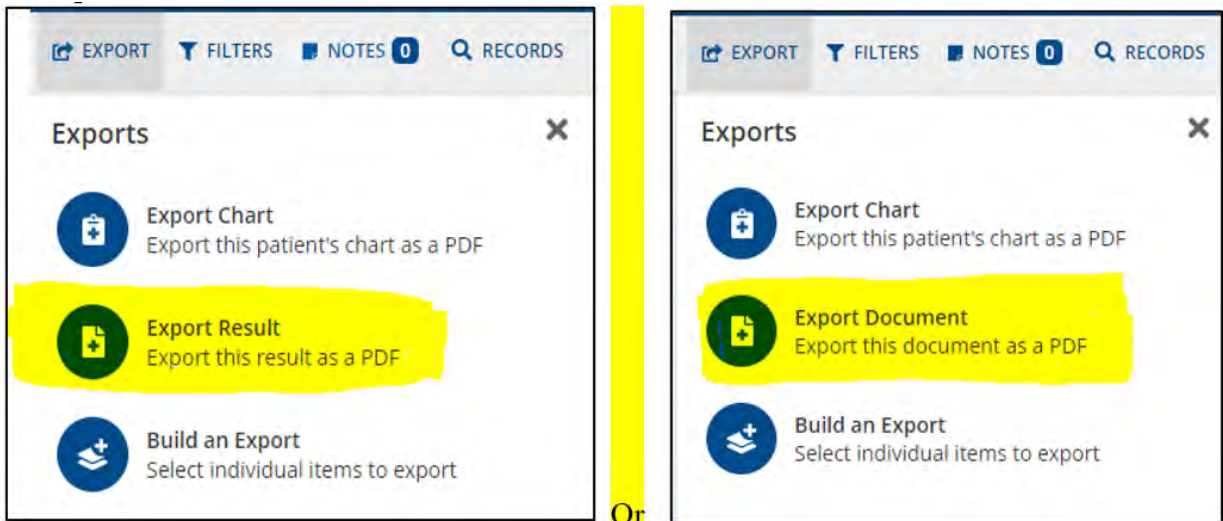 EXPORT FILTERS NOTES 0 RECORDS
Exports
Export Chart
Export this patient's chart as a PDF
Export Result
Export this result as a PDF
Build an Export
Select individual items to export
Or
EXPORT FILTERS NOTES 0 RECORDS
Exports
Export Chart
Export this patient's chart as a PDF
Export Document
Export this document as a PDF
Build an Export
Select individual items to export